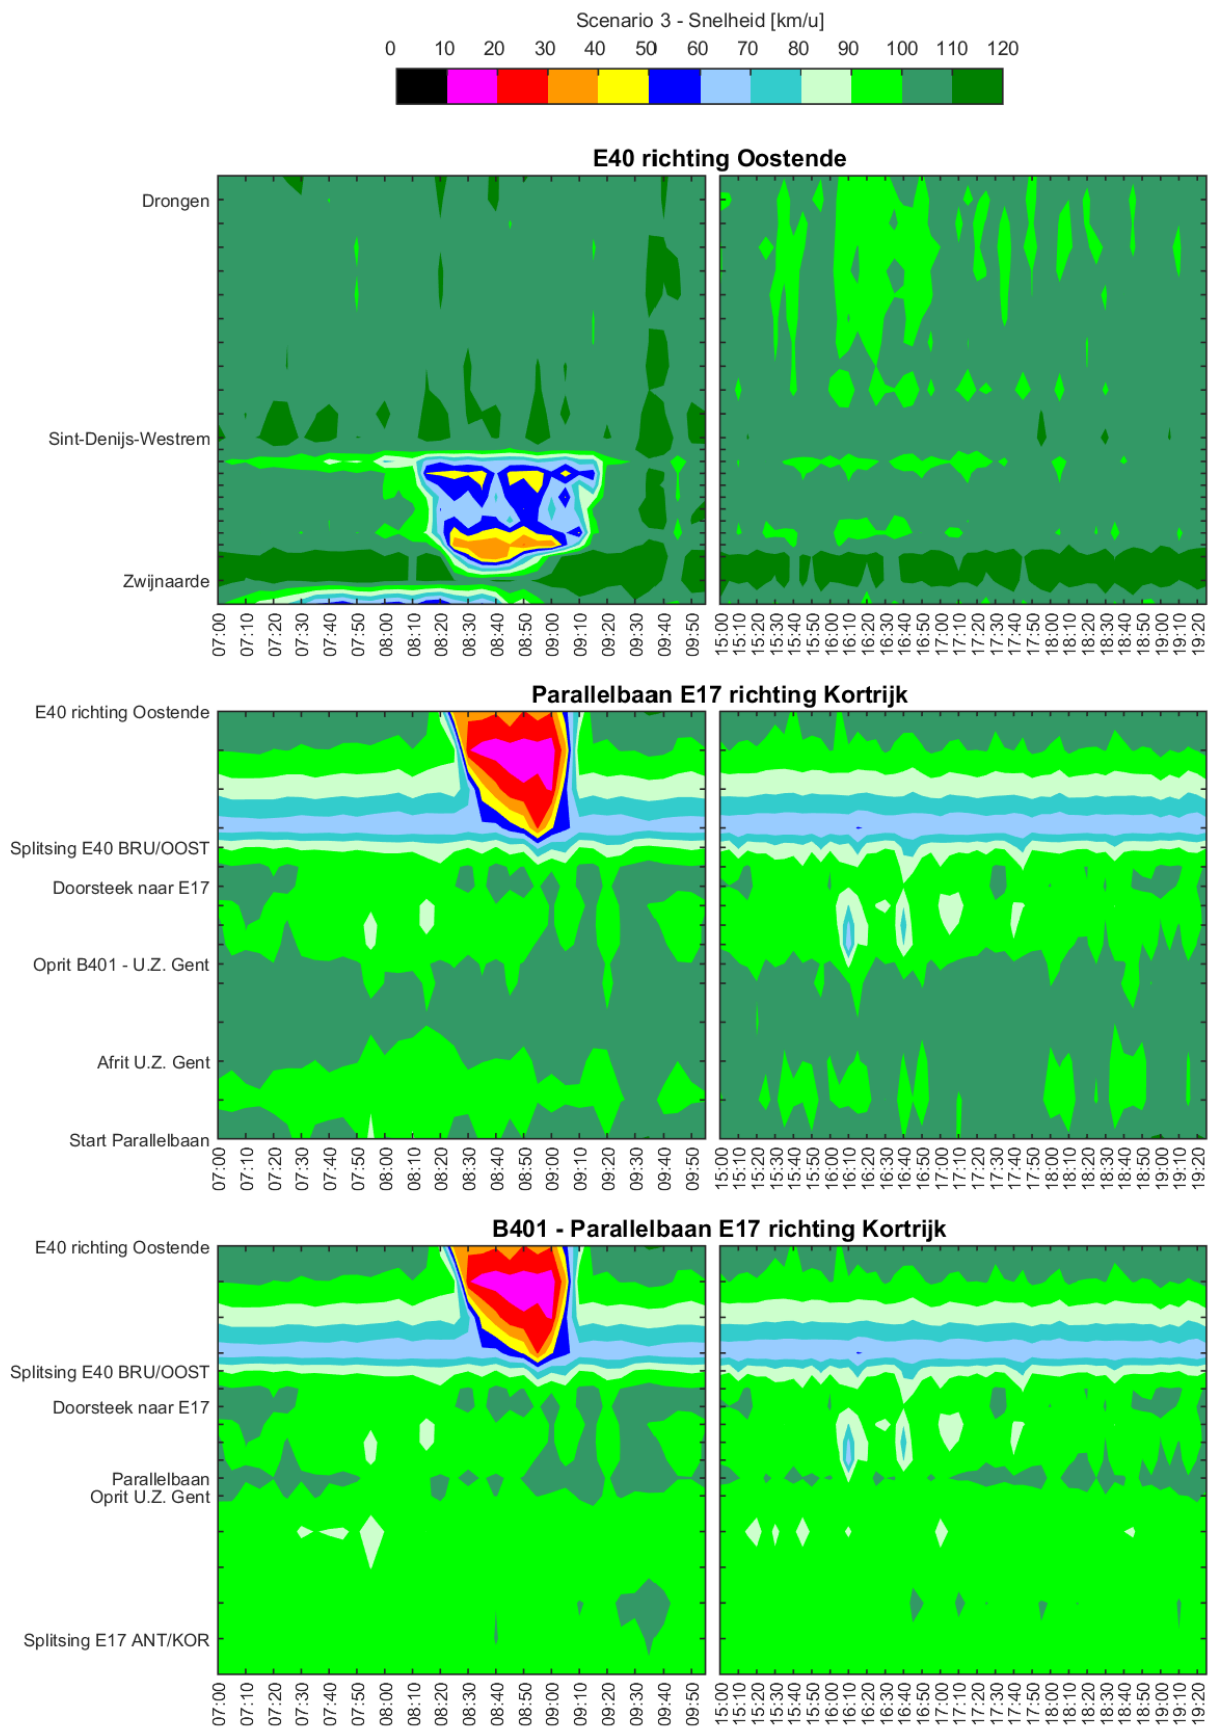 Scenario 3 - Snelheid [km/u]
0 10 20 30 40 50 60 70 80 90 100 110 120
E40 richting Oostende
Drongen
Sint-Denijs-Westrem
Zwijnaarde
07:00 07:10 07:20 07:30 07:40 07:50 08:00 08:10 08:20 08:30 08:40 08:50 09:00 09:10 09:20 09:30 09:40 09:50 15:00 15:10 15:20 15:30 15:40 15:50 16:00 16:10 16:20 16:30 16:40 16:50 17:00 17:10 17:20 17:30 17:40 17:50 18:00 18:10 18:20 18:30 18:40 18:50 19:00 19:10 19:20
Parallelbaan E17 richting Kortrijk
E40 richting Oostende
Splitsing E40 BRU/OOST
Doorsteek naar E17
Oprit B401 - U.Z. Gent
Afrit U.Z. Gent
Start Parallelbaan
07:00 07:10 07:20 07:30 07:40 07:50 08:00 08:10 08:20 08:30 08:40 08:50 09:00 09:10 09:20 09:30 09:40 09:50 15:00 15:10 15:20 15:30 15:40 15:50 16:00 16:10 16:20 16:30 16:40 16:50 17:00 17:10 17:20 17:30 17:40 17:50 18:00 18:10 18:20 18:30 18:40 18:50 19:00 19:10 19:20
B401 - Parallelbaan E17 richting Kortrijk
E40 richting Oostende
Splitsing E40 BRU/OOST
Doorsteek naar E17
Parallelbaan
Oprit U.Z. Gent
Splitsing E17 ANT/KOR
07:00 07:10 07:20 07:30 07:40 07:50 08:00 08:10 08:20 08:30 08:40 08:50 09:00 09:10 09:20 09:30 09:40 09:50 15:00 15:10 15:20 15:30 15:40 15:50 16:00 16:10 16:20 16:30 16:40 16:50 17:00 17:10 17:20 17:30 17:40 17:50 18:00 18:10 18:20 18:30 18:40 18:50 19:00 19:10 19:20